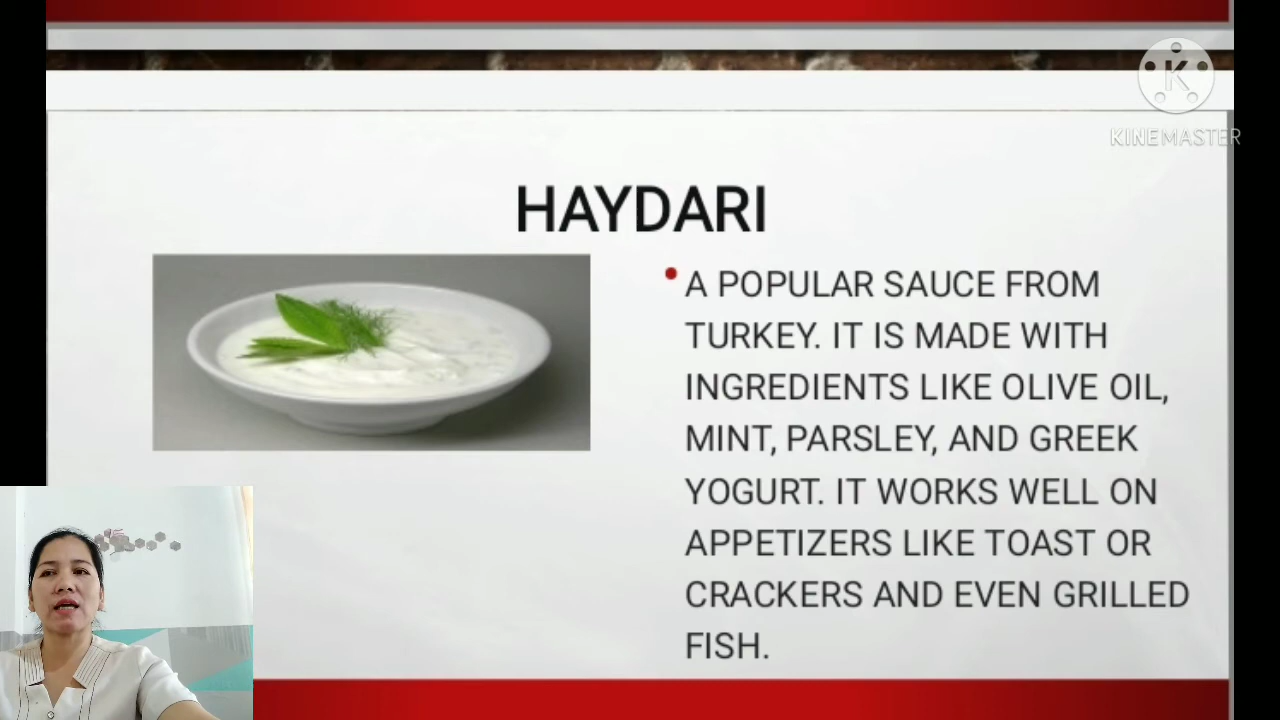 KINEMASTER
HAYDARI
A POPULAR SAUCE FROM
TURKEY. IT IS MADE WITH
INGREDIENTS LIKE OLIVE OIL,
MINT, PARSLEY, AND GREEK
YOGURT. IT WORKS WELL ON
APPETIZERS LIKE TOAST OR
CRACKERS AND EVEN GRILLED
FISH.